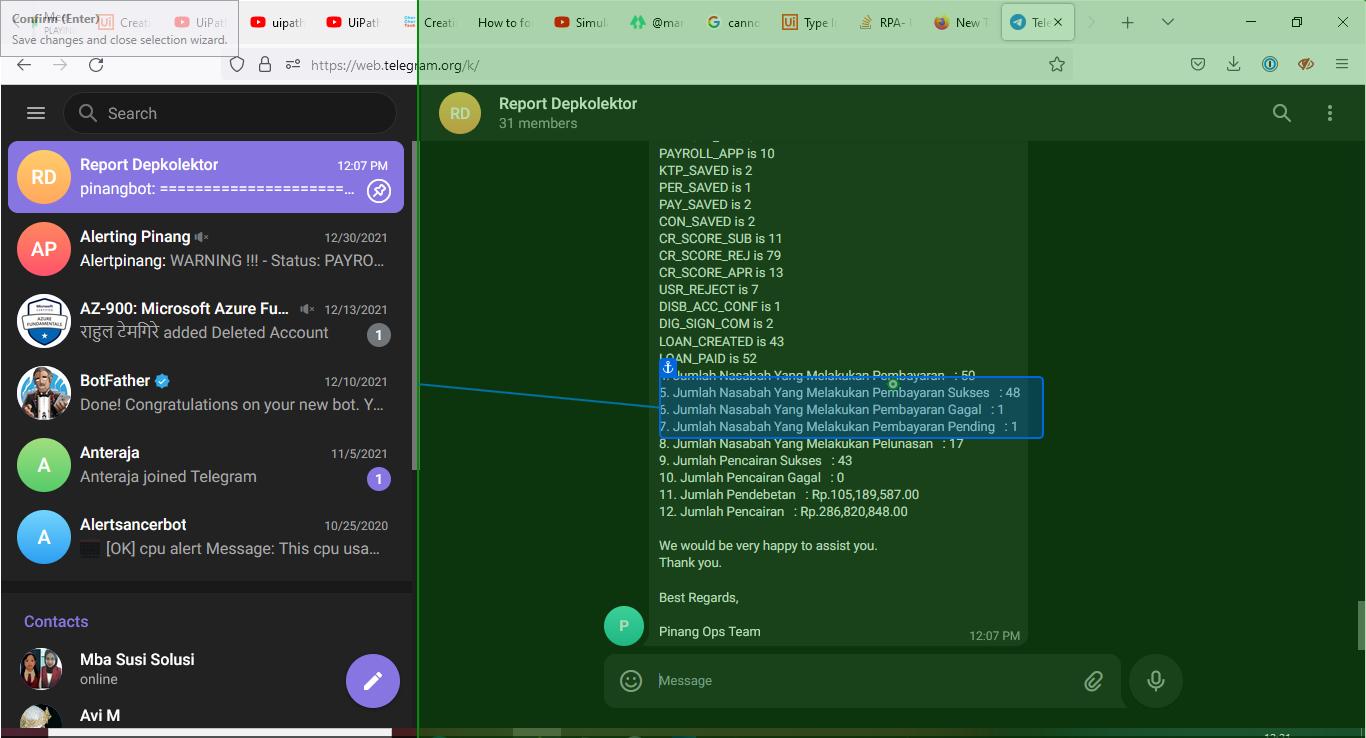 Confirm (Enter)
Save changes and close selection wizard.
Creati
UiPat
uipath
UiPath
Creatin
How to fo
Simul
@mar
canno
Type I
RPA-
New T
Tele
https://web.telegram.org/k/
Search
Report Depkolektor
12:07 PM
pinangbot: =====================...
Alerting Pinang
12/30/2021
Alertpinang: WARNING !!! - Status: PAYRO...
AZ-900: Microsoft Azure Fu...
12/13/2021
राहुल टेमगिरे added Deleted Account
1
BotFather
12/10/2021
Done! Congratulations on your new bot. Y...
A
Anteraja
11/5/2021
Anteraja joined Telegram
1
A
Alertsancerbot
10/25/2020
[OK] cpu alert Message: This cpu usa...
Contacts
Mba Susi Solusi
online
Avi M
RD
AP
RD
Report Depkolektor
31 members
PAYROLL_APP is 10
KTP_SAVED is 2
PER_SAVED is 1
PAY_SAVED is 2
CON_SAVED is 2
CR_SCORE_SUB is 11
CR_SCORE_REJ is 79
CR_SCORE_APR is 13
USR_REJECT is 7
DISB_ACC_CONF is 1
DIG_SIGN_COM is 2
LOAN_CREATED is 43
LOAN_PAID is 52
4. Jumlah Nasabah Yang Melakukan Pembayaran : 50
5. Jumlah Nasabah Yang Melakukan Pembayaran Sukses : 48
6. Jumlah Nasabah Yang Melakukan Pembayaran Gagal : 1
7. Jumlah Nasabah Yang Melakukan Pembayaran Pending : 1
8. Jumlah Nasabah Yang Melakukan Pelunasan : 17
9. Jumlah Pencairan Sukses : 43
10. Jumlah Pencairan Gagal : 0
11. Jumlah Pendebetan : Rp.105,189,587.00
12. Jumlah Pencairan : Rp.286,820,848.00
We would be very happy to assist you.
Thank you.
Best Regards,
Pinang Ops Team
12:07 PM
P
Message